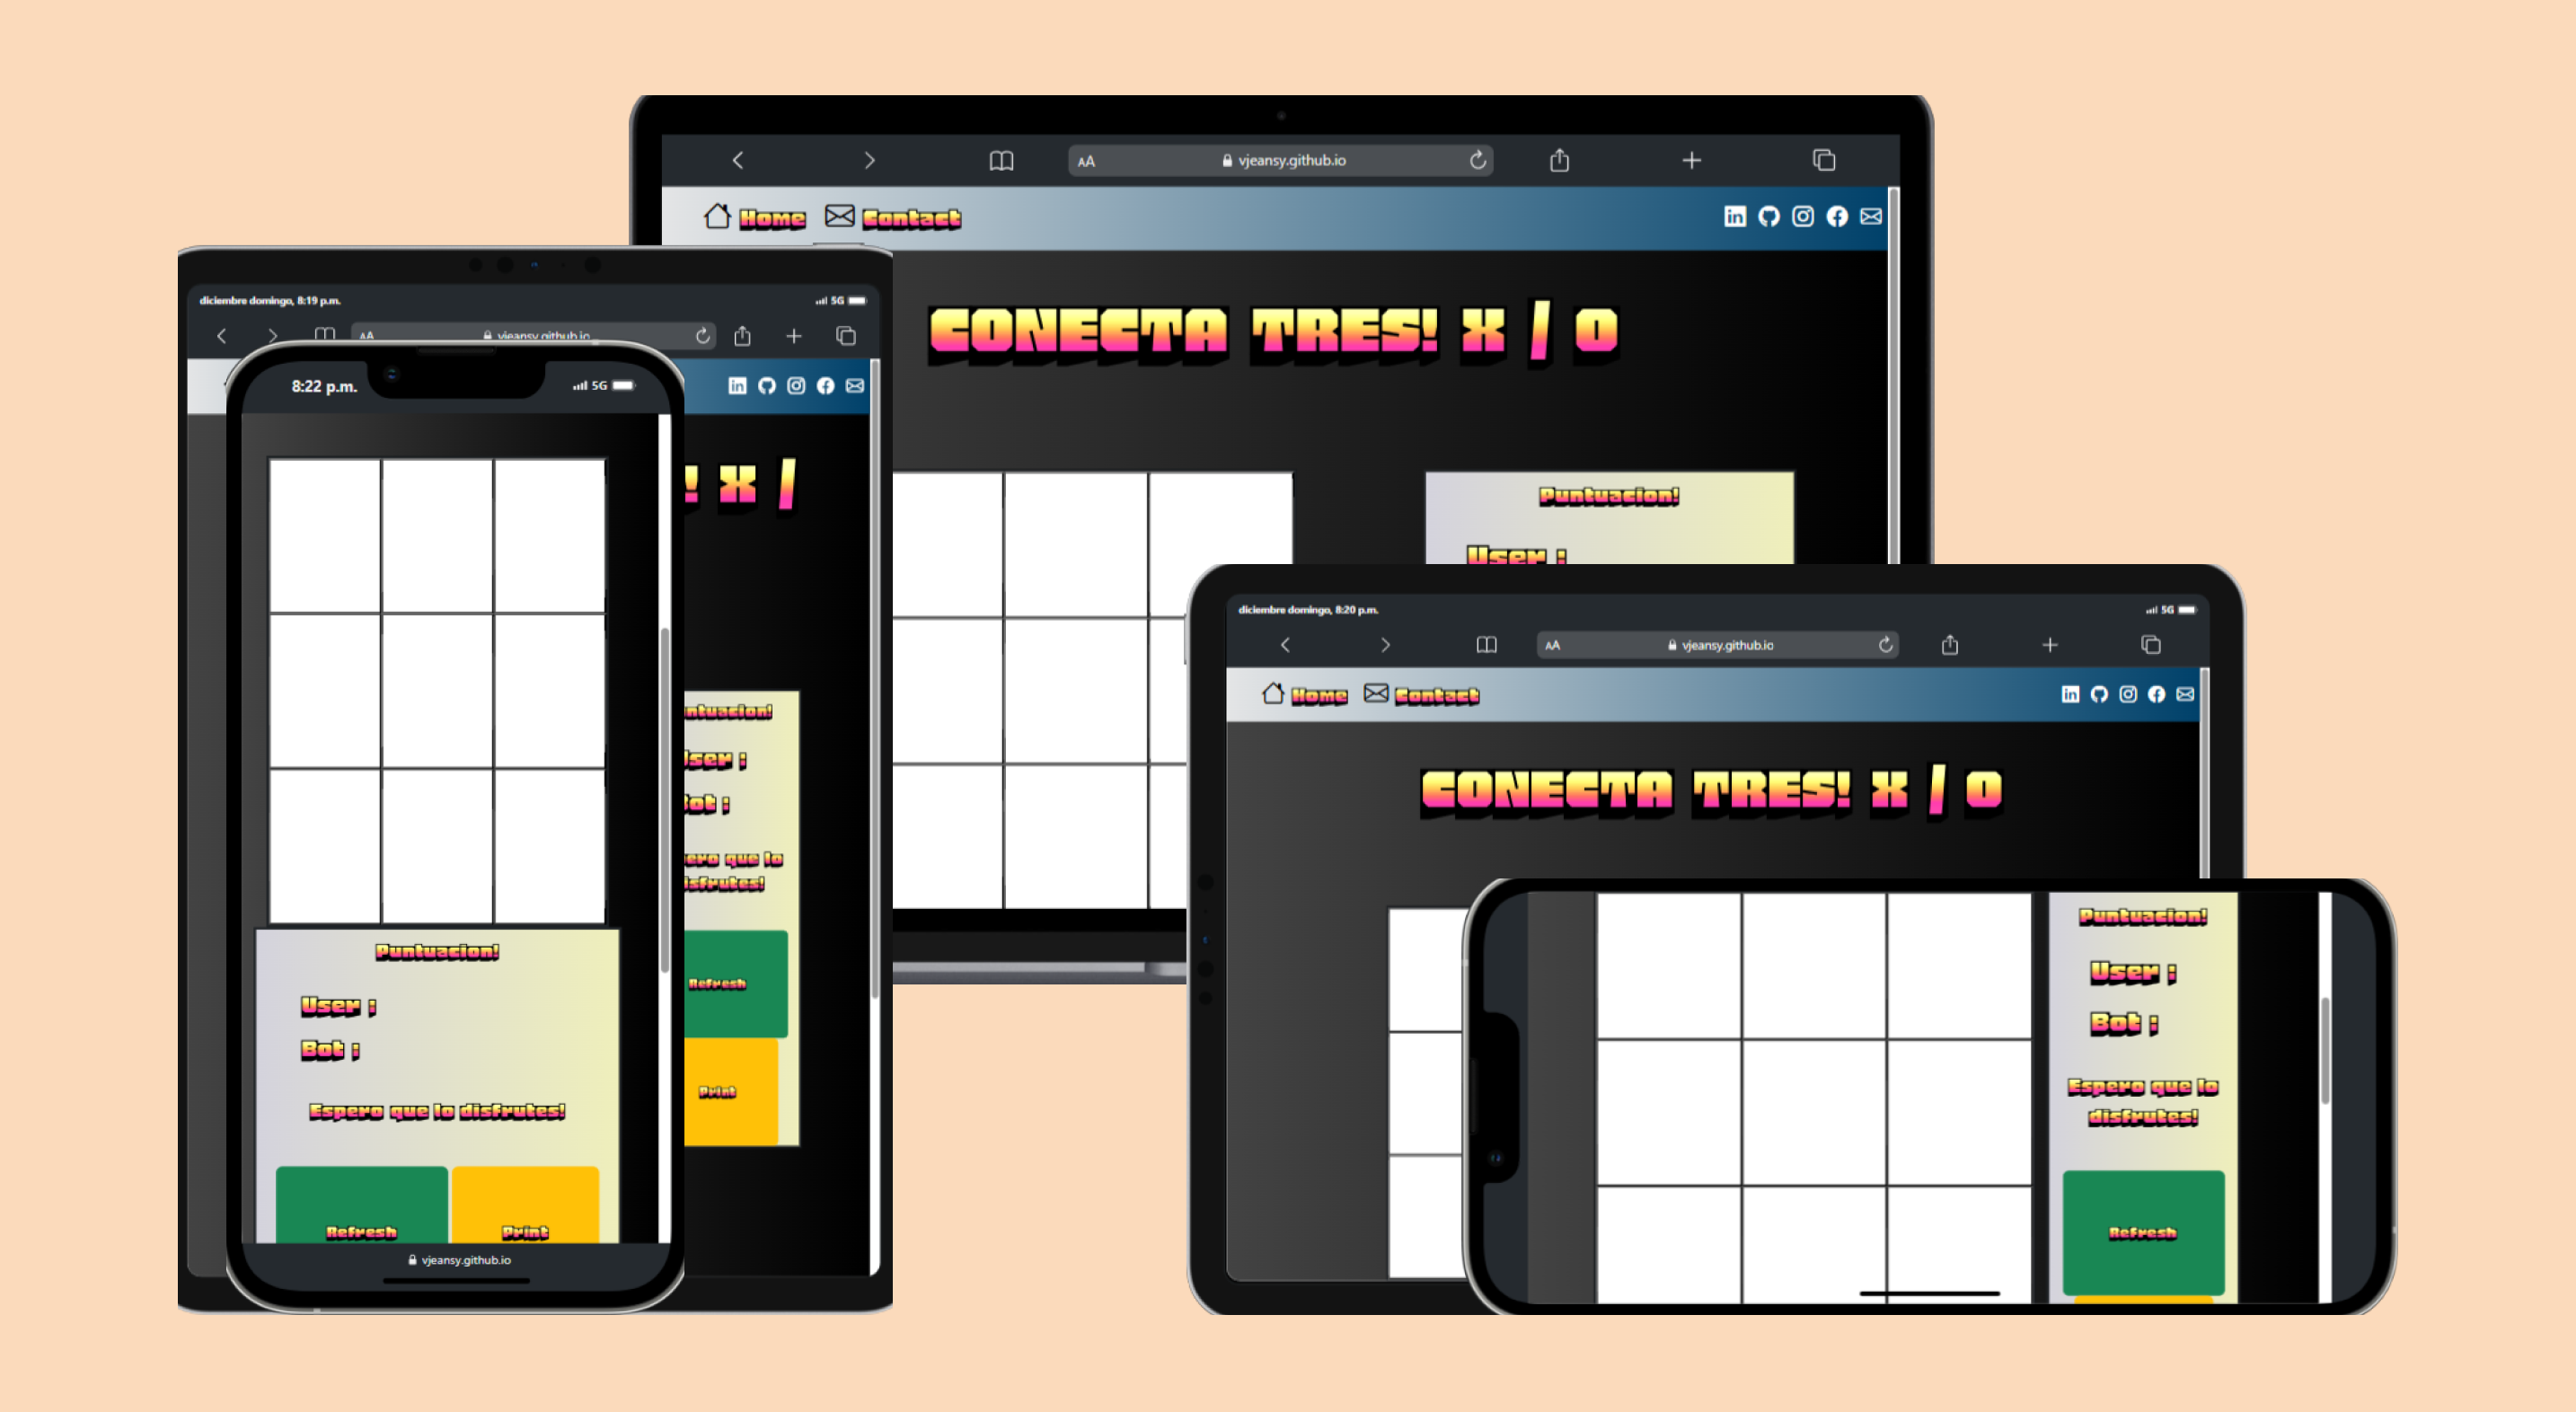 AA vjeansy.github.io
Home Contact
CONECTA TRES! X / O
Puntuacion!
User :
diciembre domingo, 8:19 p.m. 5G
AA vjeansy.github.io
! X /
ntuacion!
ser :
Bot :
ero que lo
isfrutes!
Refresh
Print
8:22 p.m. 5G
Puntuacion!
User :
Bot :
Espero que lo disfrutes!
Refresh Print
vjeansy.github.io
diciembre domingo, 8:20 p.m. 5G
AA vjeansy.github.io
Home Contact
CONECTA TRES! X / O
Puntuacion!
User :
Bot :
Espero que lo
disfrutes!
Refresh